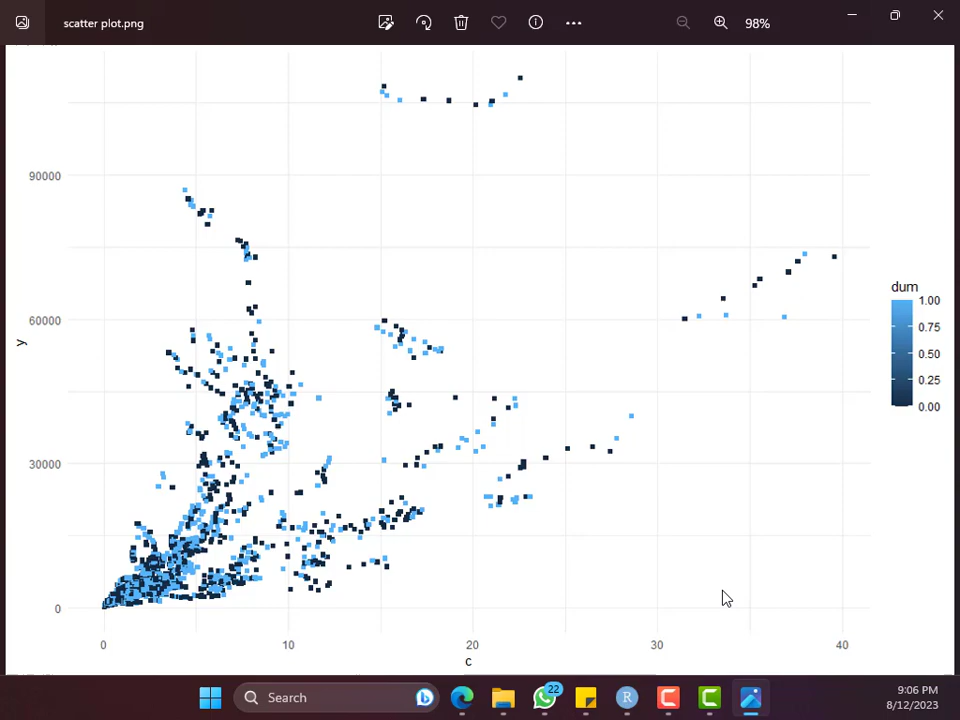 scatter plot.png
98%
90000
60000
30000
0
y
0 10 20 30 40
c
dum
1.00
0.75
0.50
0.25
0.00
Search
22
R
C
C
9:06 PM
8/12/2023